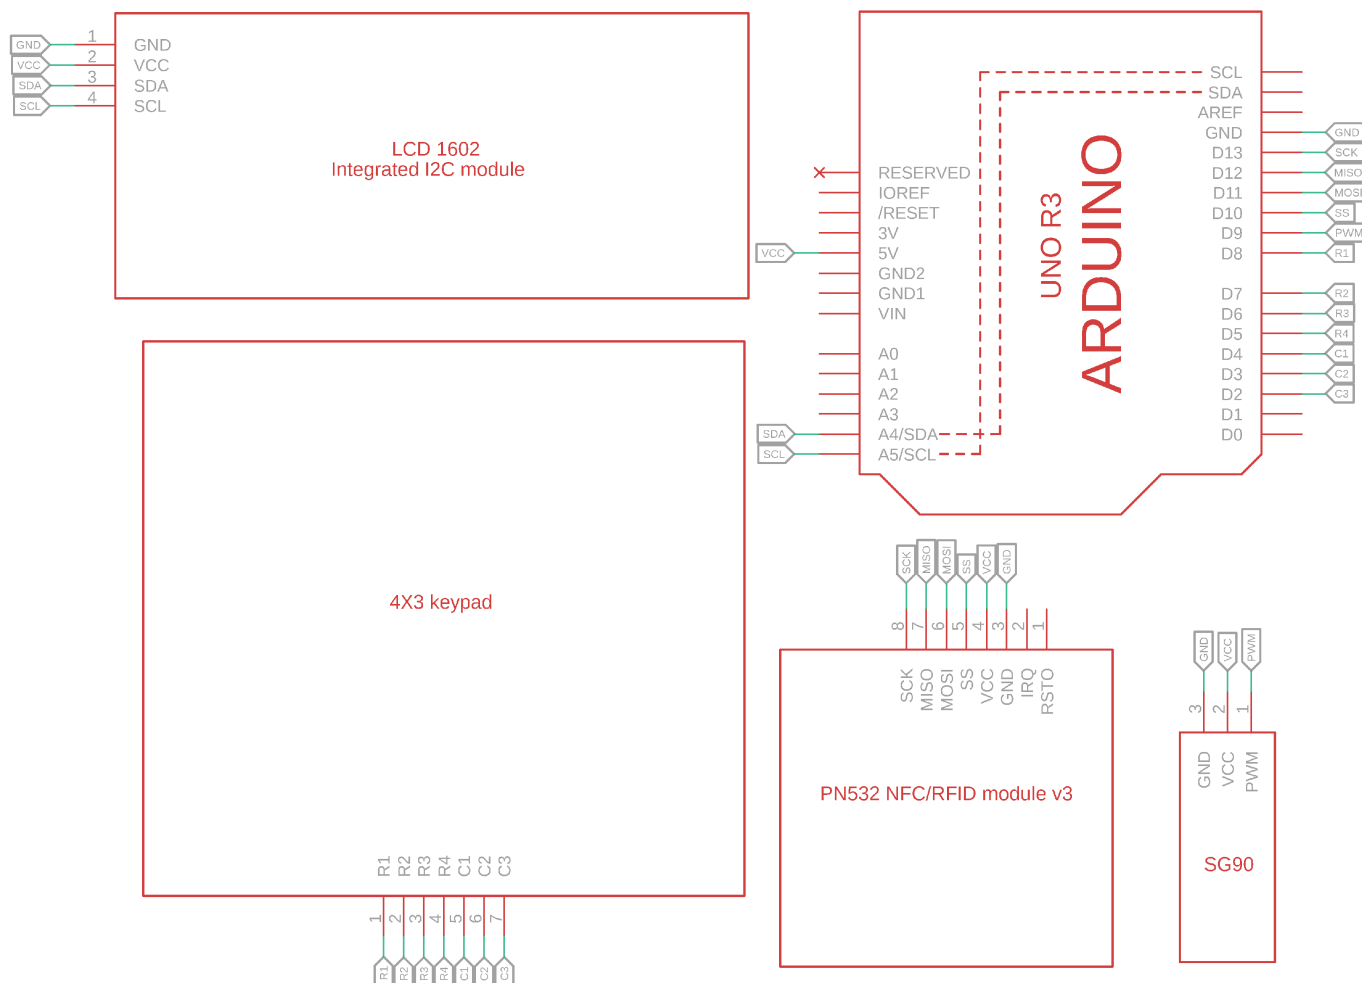 GND 1 GND
VCC 2 VCC
SDA 3 SDA
SCL 4 SCL
LCD 1602
Integrated I2C module
SCL
SDA
AREF
GND GND
D13 SCK
D12 MISO
D11 MOSI
D10 SS
D9 PWM
D8 R1
D7 R2
D6 R3
D5 R4
D4 C1
D3 C2
D2 C3
D1
D0
RESERVED
IOREF
/RESET
3V
VCC 5V
GND2
GND1
VIN
A0
A1
A2
A3
SDA A4/SDA
SCL A5/SCL
UNO R3
ARDUINO
4X3 keypad
R1 R2 R3 R4 C1 C2 C3
1 2 3 4 5 6 7
R1 R2 R3 R4 C1 C2 C3
SCK MISO MOSI SS VCC GND
8 7 6 5 4 3 2 1
SCK MISO MOSI SS VCC GND IRQ RSTO
PN532 NFC/RFID module v3
GND VCC PWM
3 2 1
GND VCC PWM
SG90